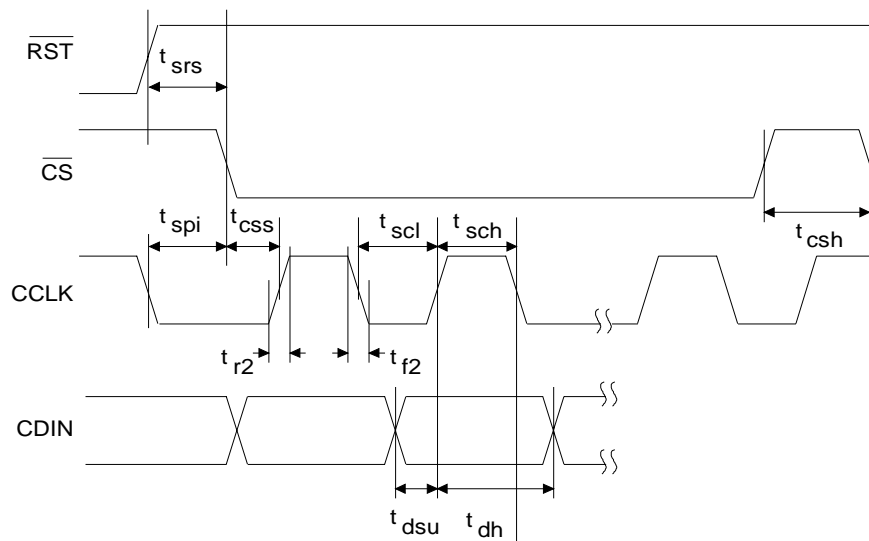 RST
t srs
CS
t spi
t css
t scl
t sch
t csh
CCLK
t r2
t f2
CDIN
t dsu
t dh